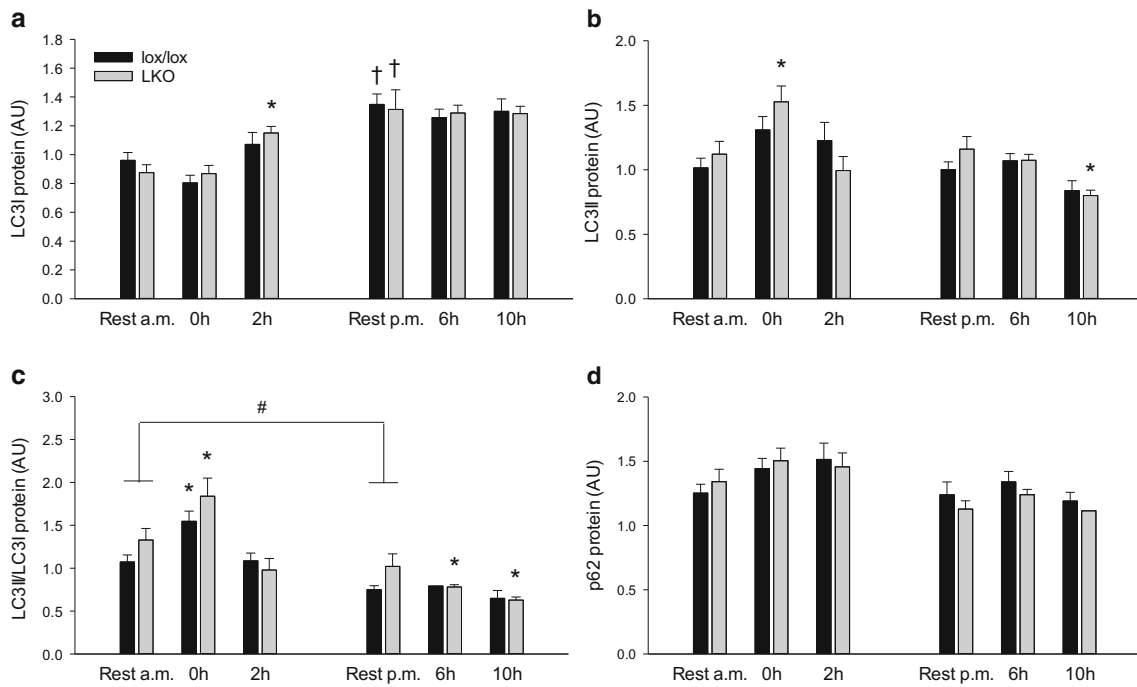 a
lox/lox
LKO
LC3I protein (AU)
1.8
1.6
1.4
1.2
1.0
0.8
0.6
0.4
0.2
0.0
* † †
Rest a.m. 0h 2h Rest p.m. 6h 10h
b
LC3II protein (AU)
2.0
1.5
1.0
0.5
0.0
* *
Rest a.m. 0h 2h Rest p.m. 6h 10h
c
LC3II/LC3I protein (AU)
3.0
2.5
2.0
1.5
1.0
0.5
0.0
#
* * * *
Rest a.m. 0h 2h Rest p.m. 6h 10h
d
p62 protein (AU)
2.0
1.5
1.0
0.5
0.0
Rest a.m. 0h 2h Rest p.m. 6h 10h